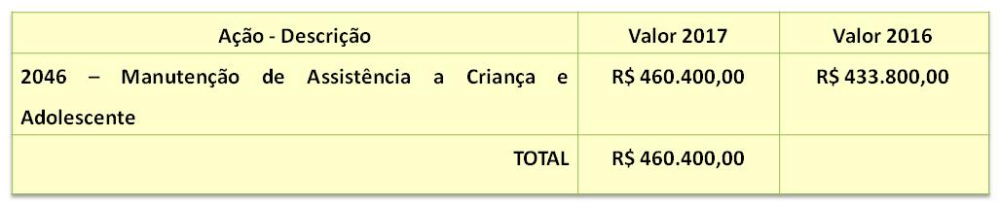 Ação - Descrição Valor 2017 Valor 2016
2046 – Manutenção de Assistência a Criança e R$ 460.400,00 R$ 433.800,00
Adolescente
TOTAL R$ 460.400,00